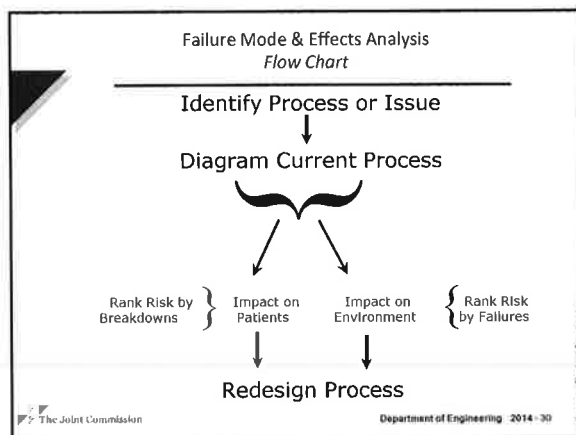 Failure Mode & Effects Analysis
Flow Chart
Identify Process or Issue
Diagram Current Process
Rank Risk by
Breakdowns
Impact on
Patients
Impact on
Environment
Rank Risk
by Failures
Redesign Process
The Joint Commission
Department of Engineering 2014 - 30